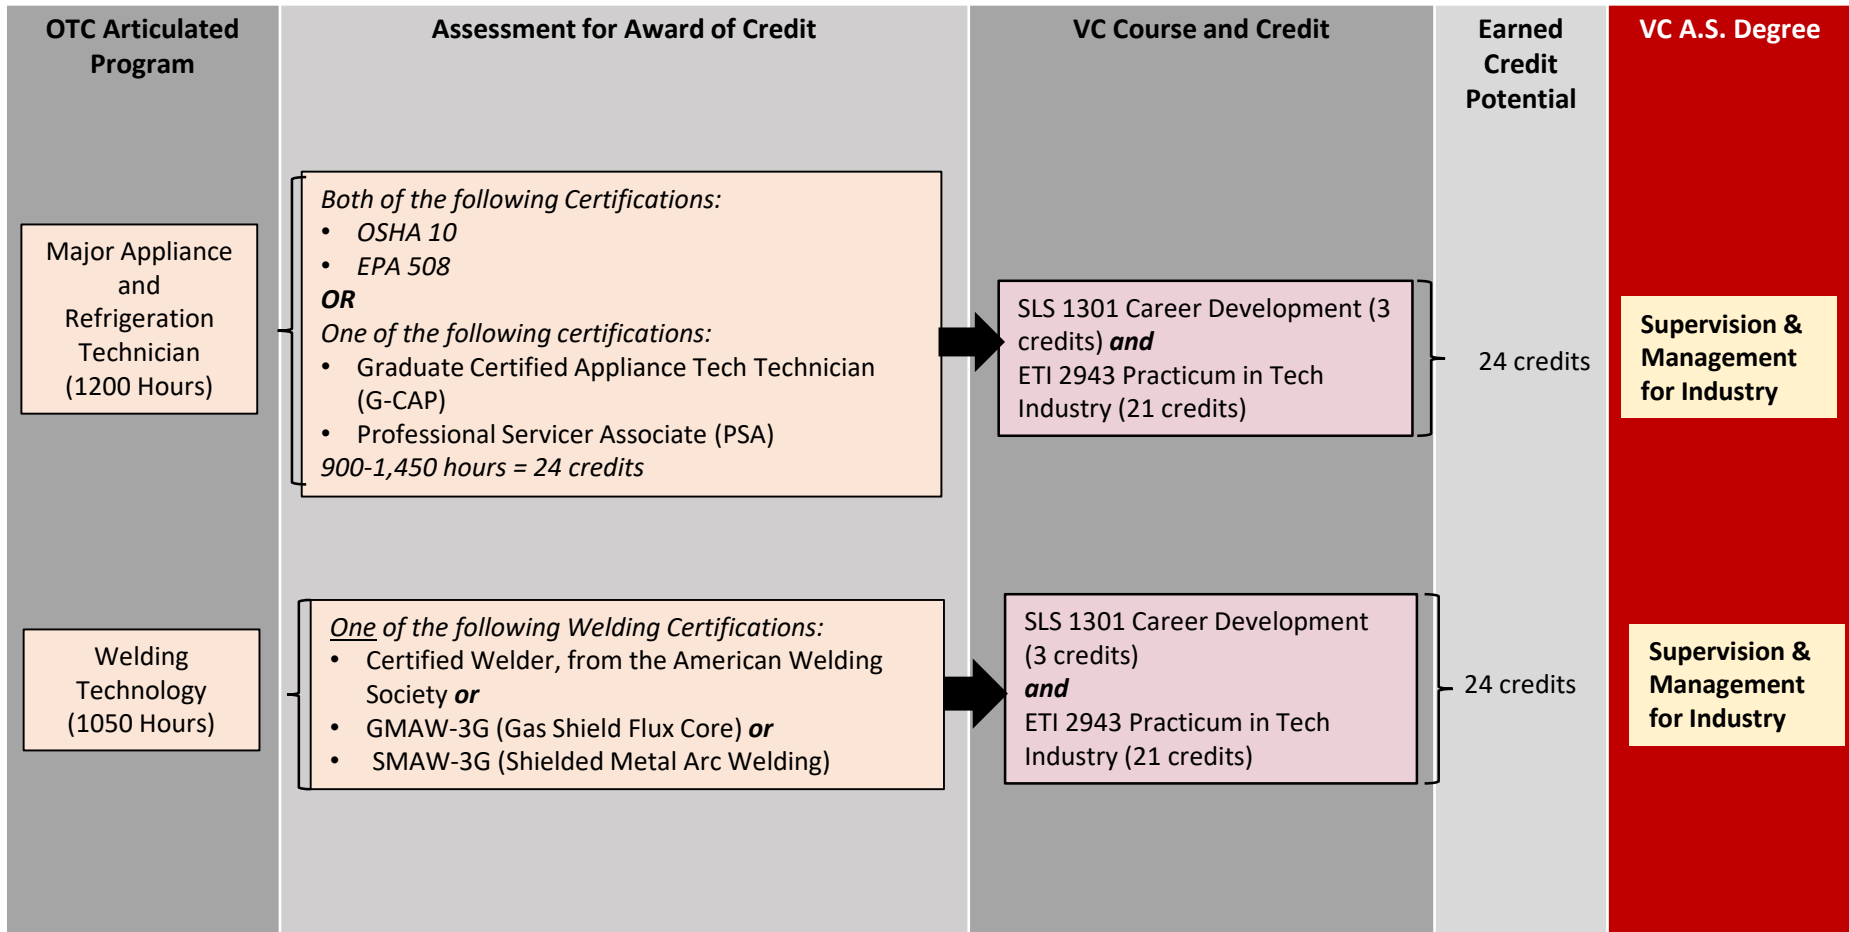 OTC Articulated
Program
Assessment for Award of Credit
VC Course and Credit
Earned
Credit
Potential
VC A.S. Degree
Major Appliance
and
Refrigeration
Technician
(1200 Hours)
Both of the following Certifications:
• OSHA 10
• EPA 508
OR
One of the following certifications:
• Graduate Certified Appliance Tech Technician
(G-CAP)
• Professional Servicer Associate (PSA)
900-1,450 hours = 24 credits
SLS 1301 Career Development (3
credits) and
ETI 2943 Practicum in Tech
Industry (21 credits)
24 credits
Supervision &
Management
for Industry
Welding
Technology
(1050 Hours)
One of the following Welding Certifications:
• Certified Welder, from the American Welding
Society or
• GMAW-3G (Gas Shield Flux Core) or
• SMAW-3G (Shielded Metal Arc Welding)
SLS 1301 Career Development
(3 credits)
and
ETI 2943 Practicum in Tech
Industry (21 credits)
24 credits
Supervision &
Management
for Industry